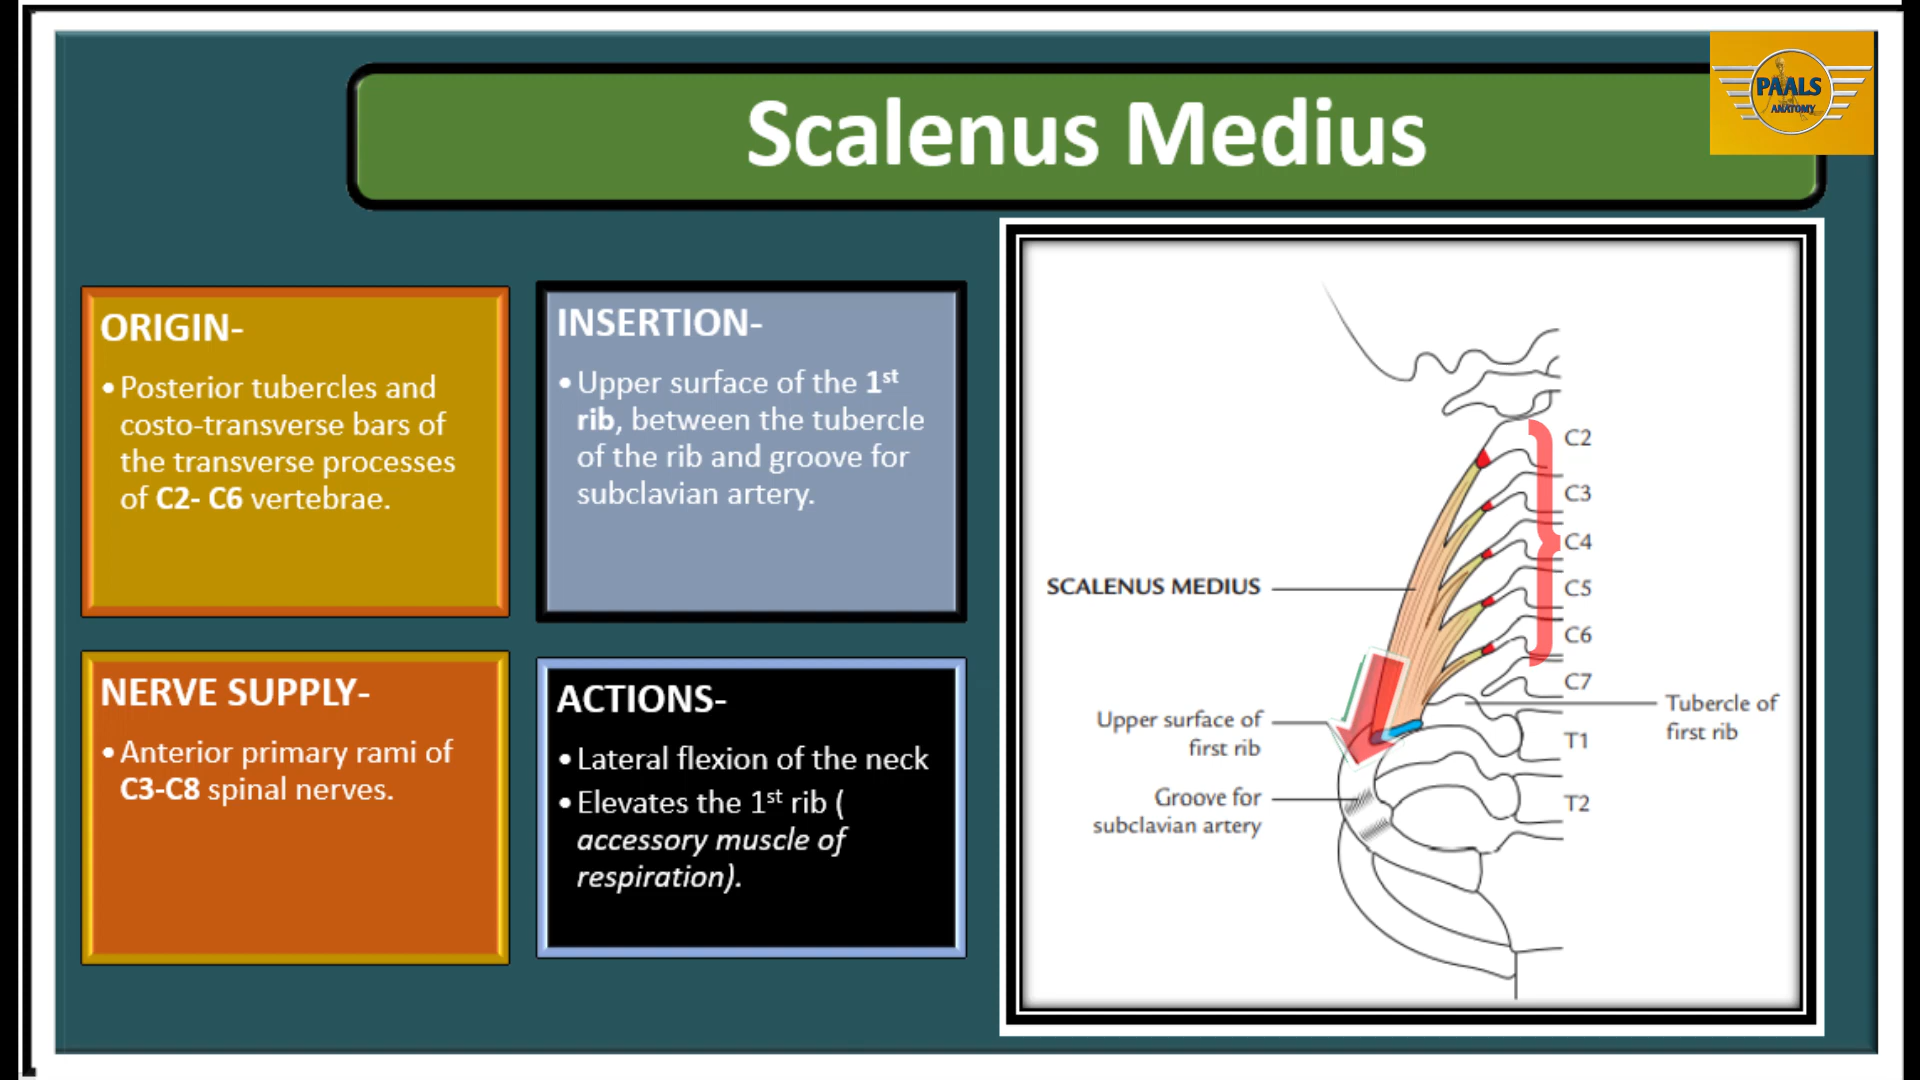 PAALS
ANATOMY
Scalenus Medius
ORIGIN-
• Posterior tubercles and
costo-transverse bars of
the transverse processes
of C2- C6 vertebrae.
INSERTION-
• Upper surface of the 1st
rib, between the tubercle
of the rib and groove for
subclavian artery.
NERVE SUPPLY-
• Anterior primary rami of
C3-C8 spinal nerves.
ACTIONS-
• Lateral flexion of the neck
• Elevates the 1st rib (
accessory muscle of
respiration).
C2
C3
C4
C5
C6
C7
T1
T2
SCALENUS MEDIUS
Upper surface of
first rib
Groove for
subclavian artery
Tubercle of
first rib